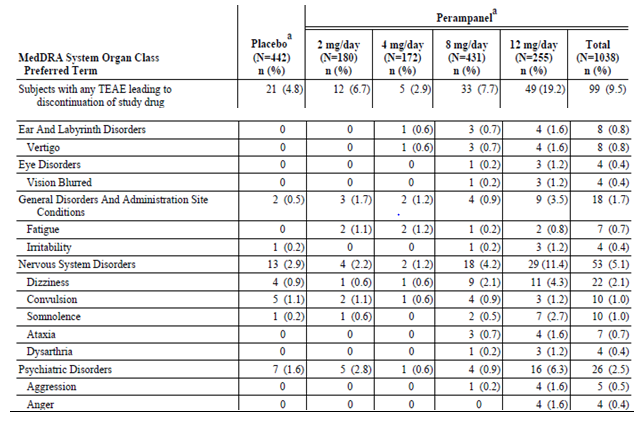 Perampanel^a
MedDRA System Organ Class Preferred Term | Placebo^a (N=442) n (%) | 2 mg/day (N=180) n (%) | 4 mg/day (N=172) n (%) | 8 mg/day (N=431) n (%) | 12 mg/day (N=255) n (%) | Total (N=1038) n (%)
Subjects with any TEAE leading to discontinuation of study drug | 21 (4.8) | 12 (6.7) | 5 (2.9) | 33 (7.7) | 49 (19.2) | 99 (9.5)
Ear And Labyrinth Disorders | 0 | 0 | 1 (0.6) | 3 (0.7) | 4 (1.6) | 8 (0.8)
Vertigo | 0 | 0 | 1 (0.6) | 3 (0.7) | 4 (1.6) | 8 (0.8)
Eye Disorders | 0 | 0 | 0 | 1 (0.2) | 3 (1.2) | 4 (0.4)
Vision Blurred | 0 | 0 | 0 | 1 (0.2) | 3 (1.2) | 4 (0.4)
General Disorders And Administration Site Conditions | 2 (0.5) | 3 (1.7) | 2 (1.2) | 4 (0.9) | 9 (3.5) | 18 (1.7)
Fatigue | 0 | 2 (1.1) | 2 (1.2) | 1 (0.2) | 2 (0.8) | 7 (0.7)
Irritability | 1 (0.2) | 0 | 0 | 1 (0.2) | 3 (1.2) | 4 (0.4)
Nervous System Disorders | 13 (2.9) | 4 (2.2) | 2 (1.2) | 18 (4.2) | 29 (11.4) | 53 (5.1)
Dizziness | 4 (0.9) | 1 (0.6) | 1 (0.6) | 9 (2.1) | 11 (4.3) | 22 (2.1)
Convulsion | 5 (1.1) | 2 (1.1) | 1 (0.6) | 4 (0.9) | 3 (1.2) | 10 (1.0)
Somnolence | 1 (0.2) | 1 (0.6) | 0 | 2 (0.5) | 7 (2.7) | 10 (1.0)
Ataxia | 0 | 0 | 0 | 3 (0.7) | 4 (1.6) | 7 (0.7)
Dysarthria | 0 | 0 | 0 | 1 (0.2) | 3 (1.2) | 4 (0.4)
Psychiatric Disorders | 7 (1.6) | 5 (2.8) | 1 (0.6) | 4 (0.9) | 16 (6.3) | 26 (2.5)
Aggression | 0 | 0 | 0 | 1 (0.2) | 4 (1.6) | 5 (0.5)
Anger | 0 | 0 | 0 | 0 | 4 (1.6) | 4 (0.4)